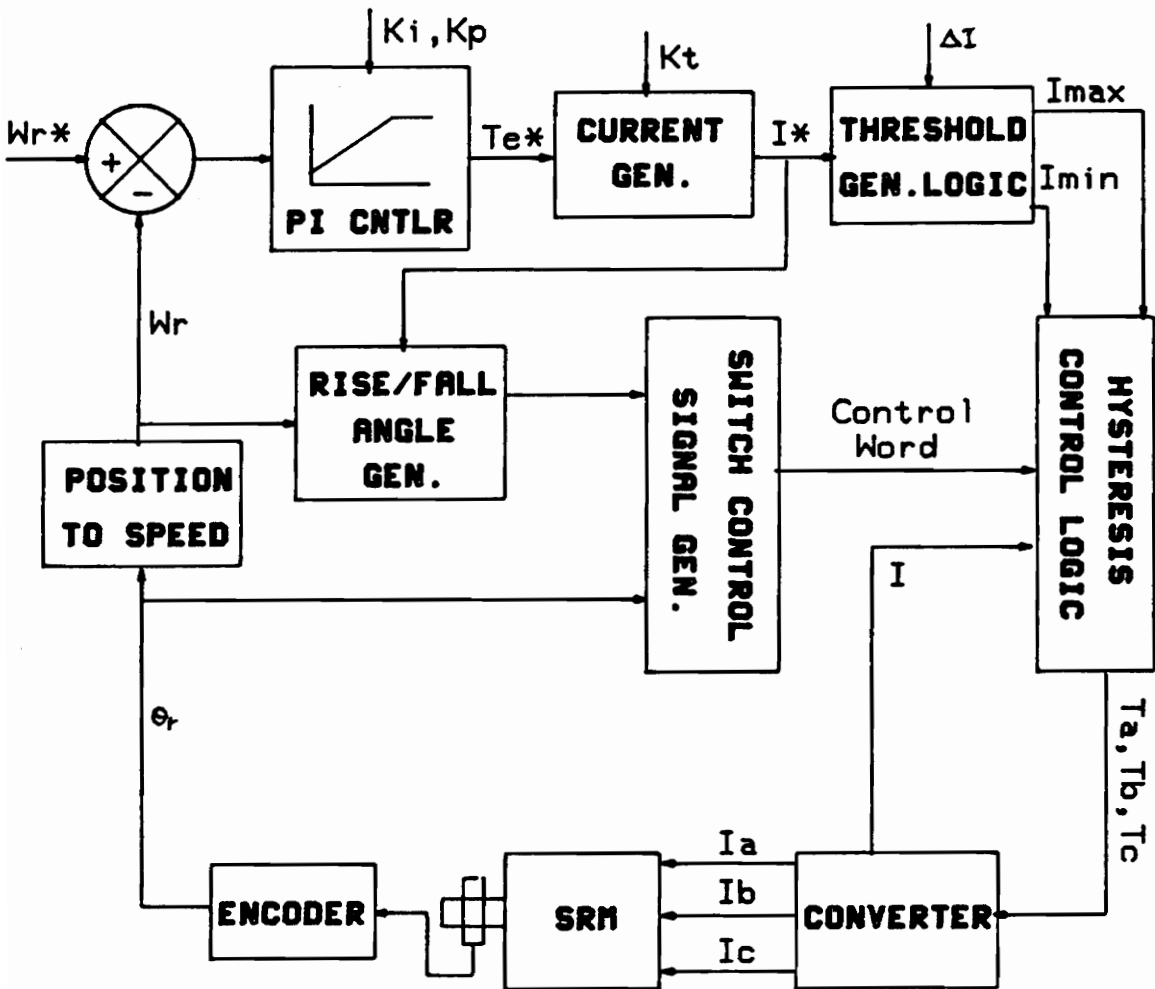 Ki,Kp
Kt
ΔI
Imax
Wr*
+
-
PI CNTLR
Te*
CURRENT
GEN.
I*
THRESHOLD
GEN.LOGIC
Imin
Wr
RISE/FALL
ANGLE
GEN.
SWITCH CONTROL
SIGNAL GEN.
Control
Word
HYSTERESIS
CONTROL LOGIC
POSITION
TO SPEED
I
θr
Ta,Tb,Tc
ENCODER
SRM
Ia
Ib
Ic
CONVERTER